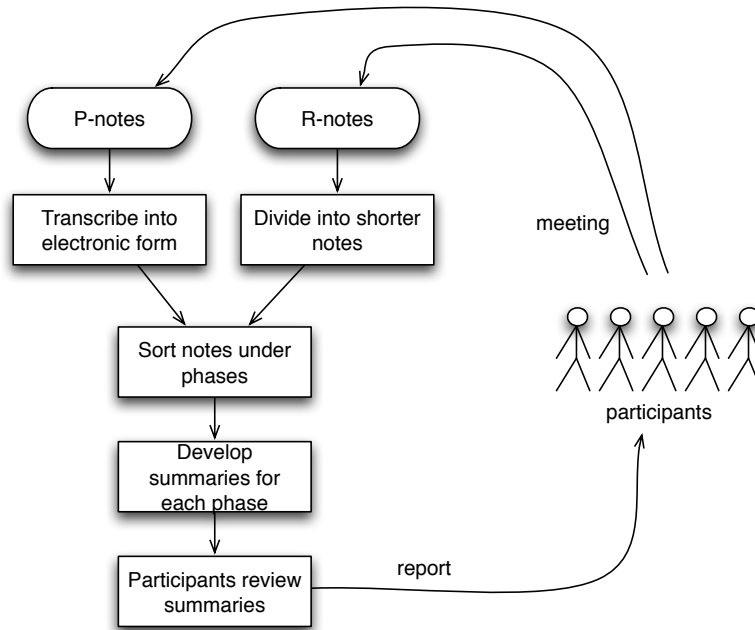 P-notes
R-notes
Transcribe into
electronic form
Divide into shorter
notes
meeting
Sort notes under
phases
participants
Develop
summaries for
each phase
report
Participants review
summaries